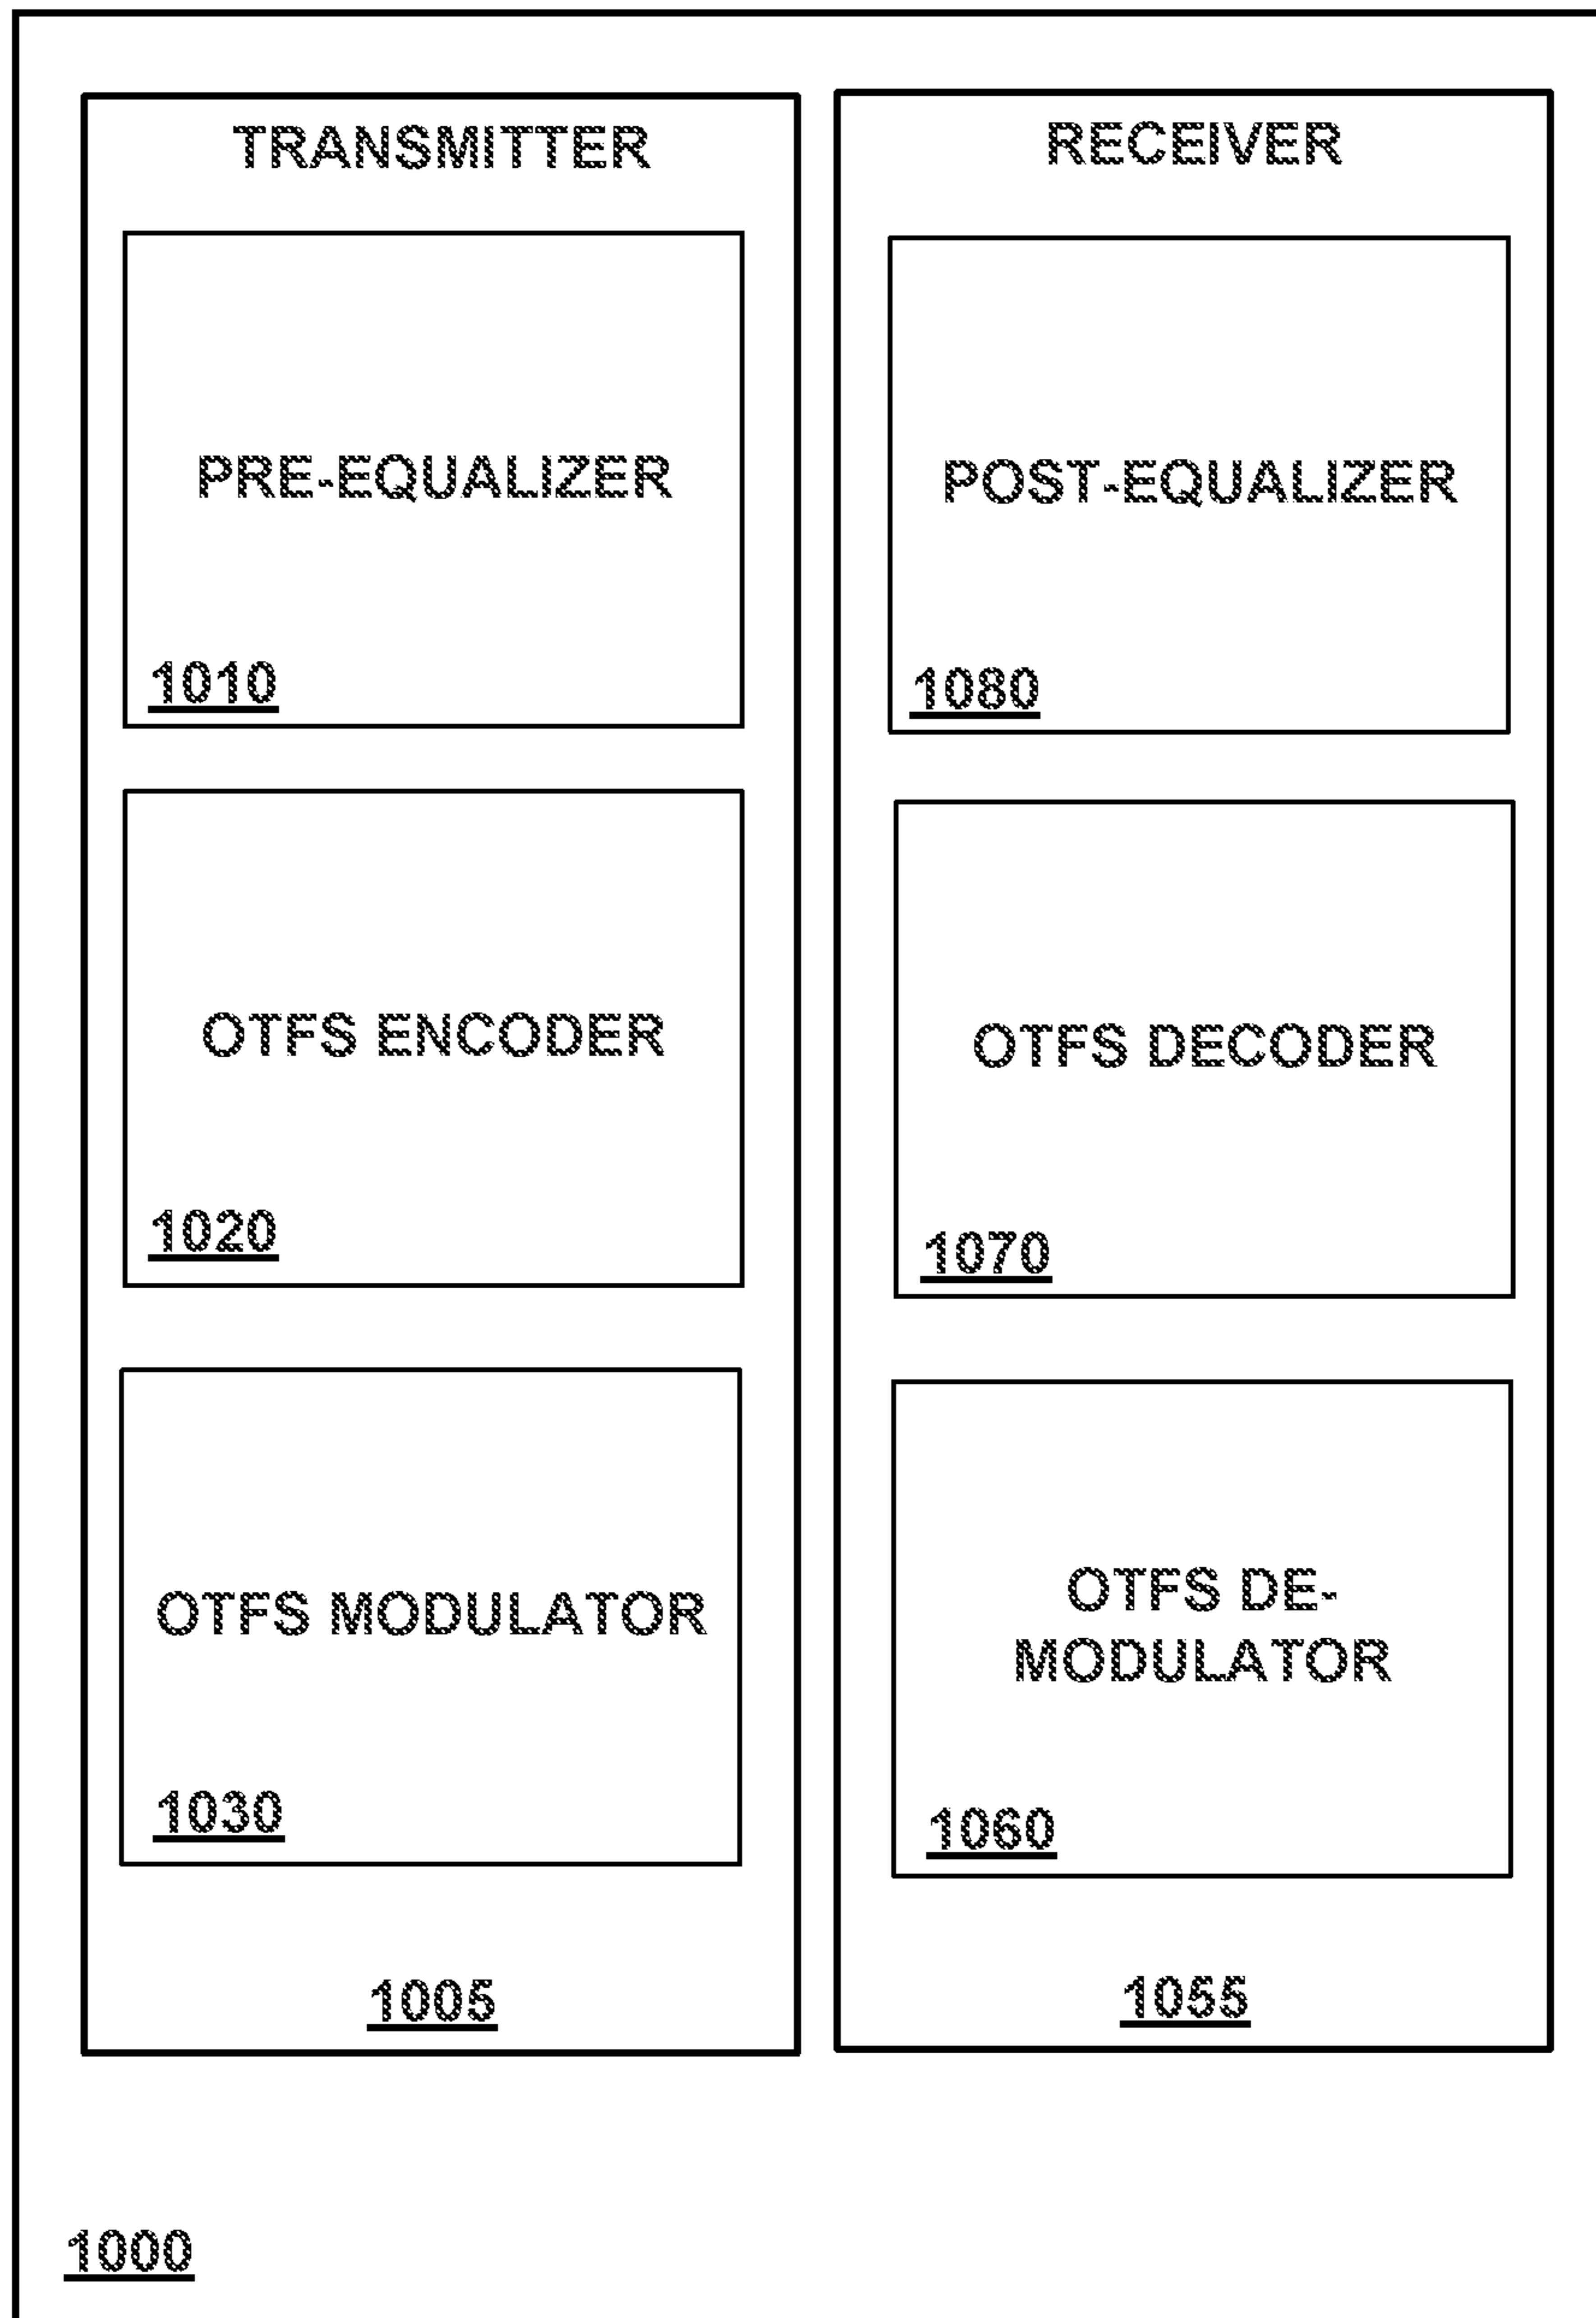 TRANSMITTER
PRE-EQUALIZER
1010
OTFS ENCODER
1020
OTFS MODULATOR
1030
1005
RECEIVER
POST-EQUALIZER
1080
OTFS DECODER
1070
OTFS DE-
MODULATOR
1060
1055
1000